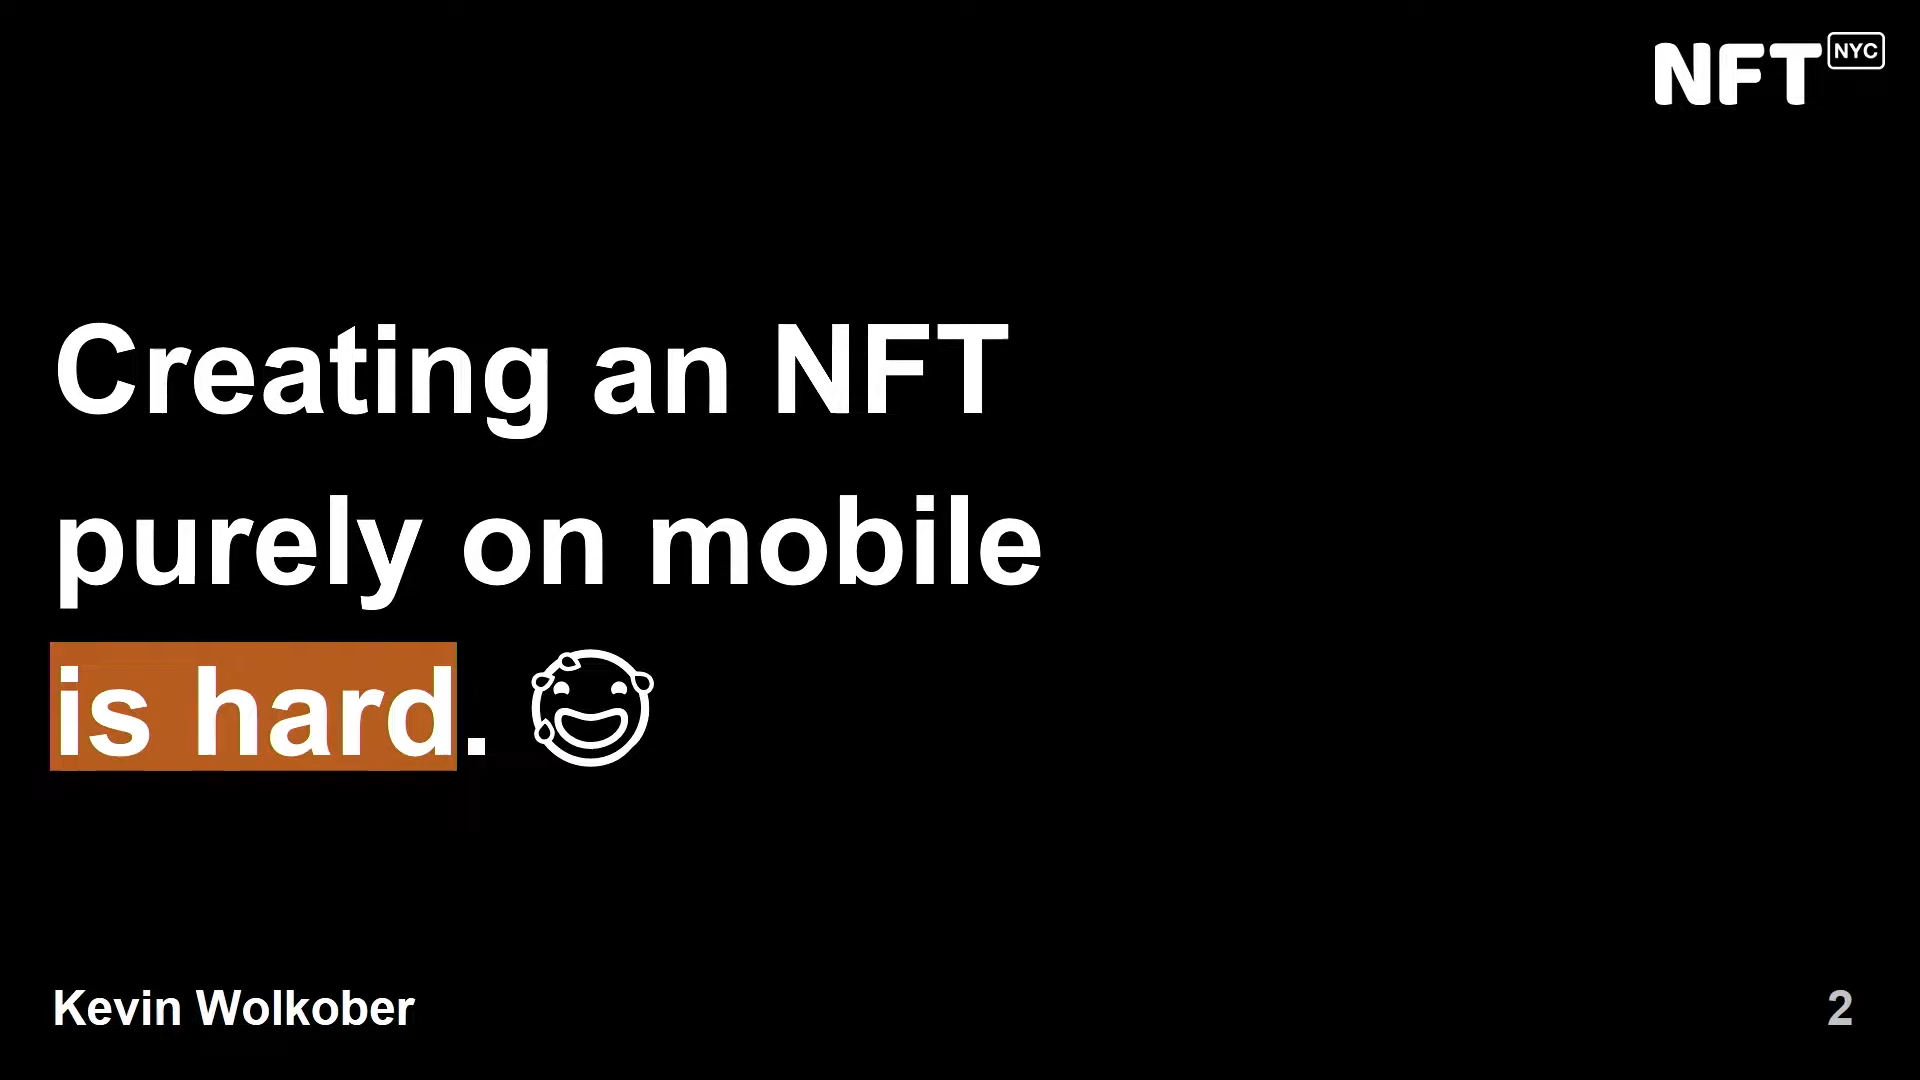 NFT NYC
Creating an NFT
purely on mobile
is hard.
Kevin Wolkober
2